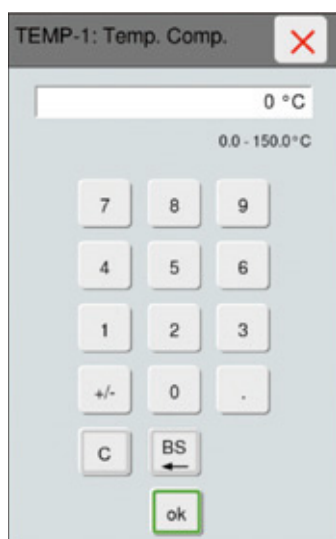 TEMP-1: Temp. Comp.
0 °C
0.0 - 150.0°C
7 8 9
4 5 6
1 2 3
+/- 0 .
C BS
ok